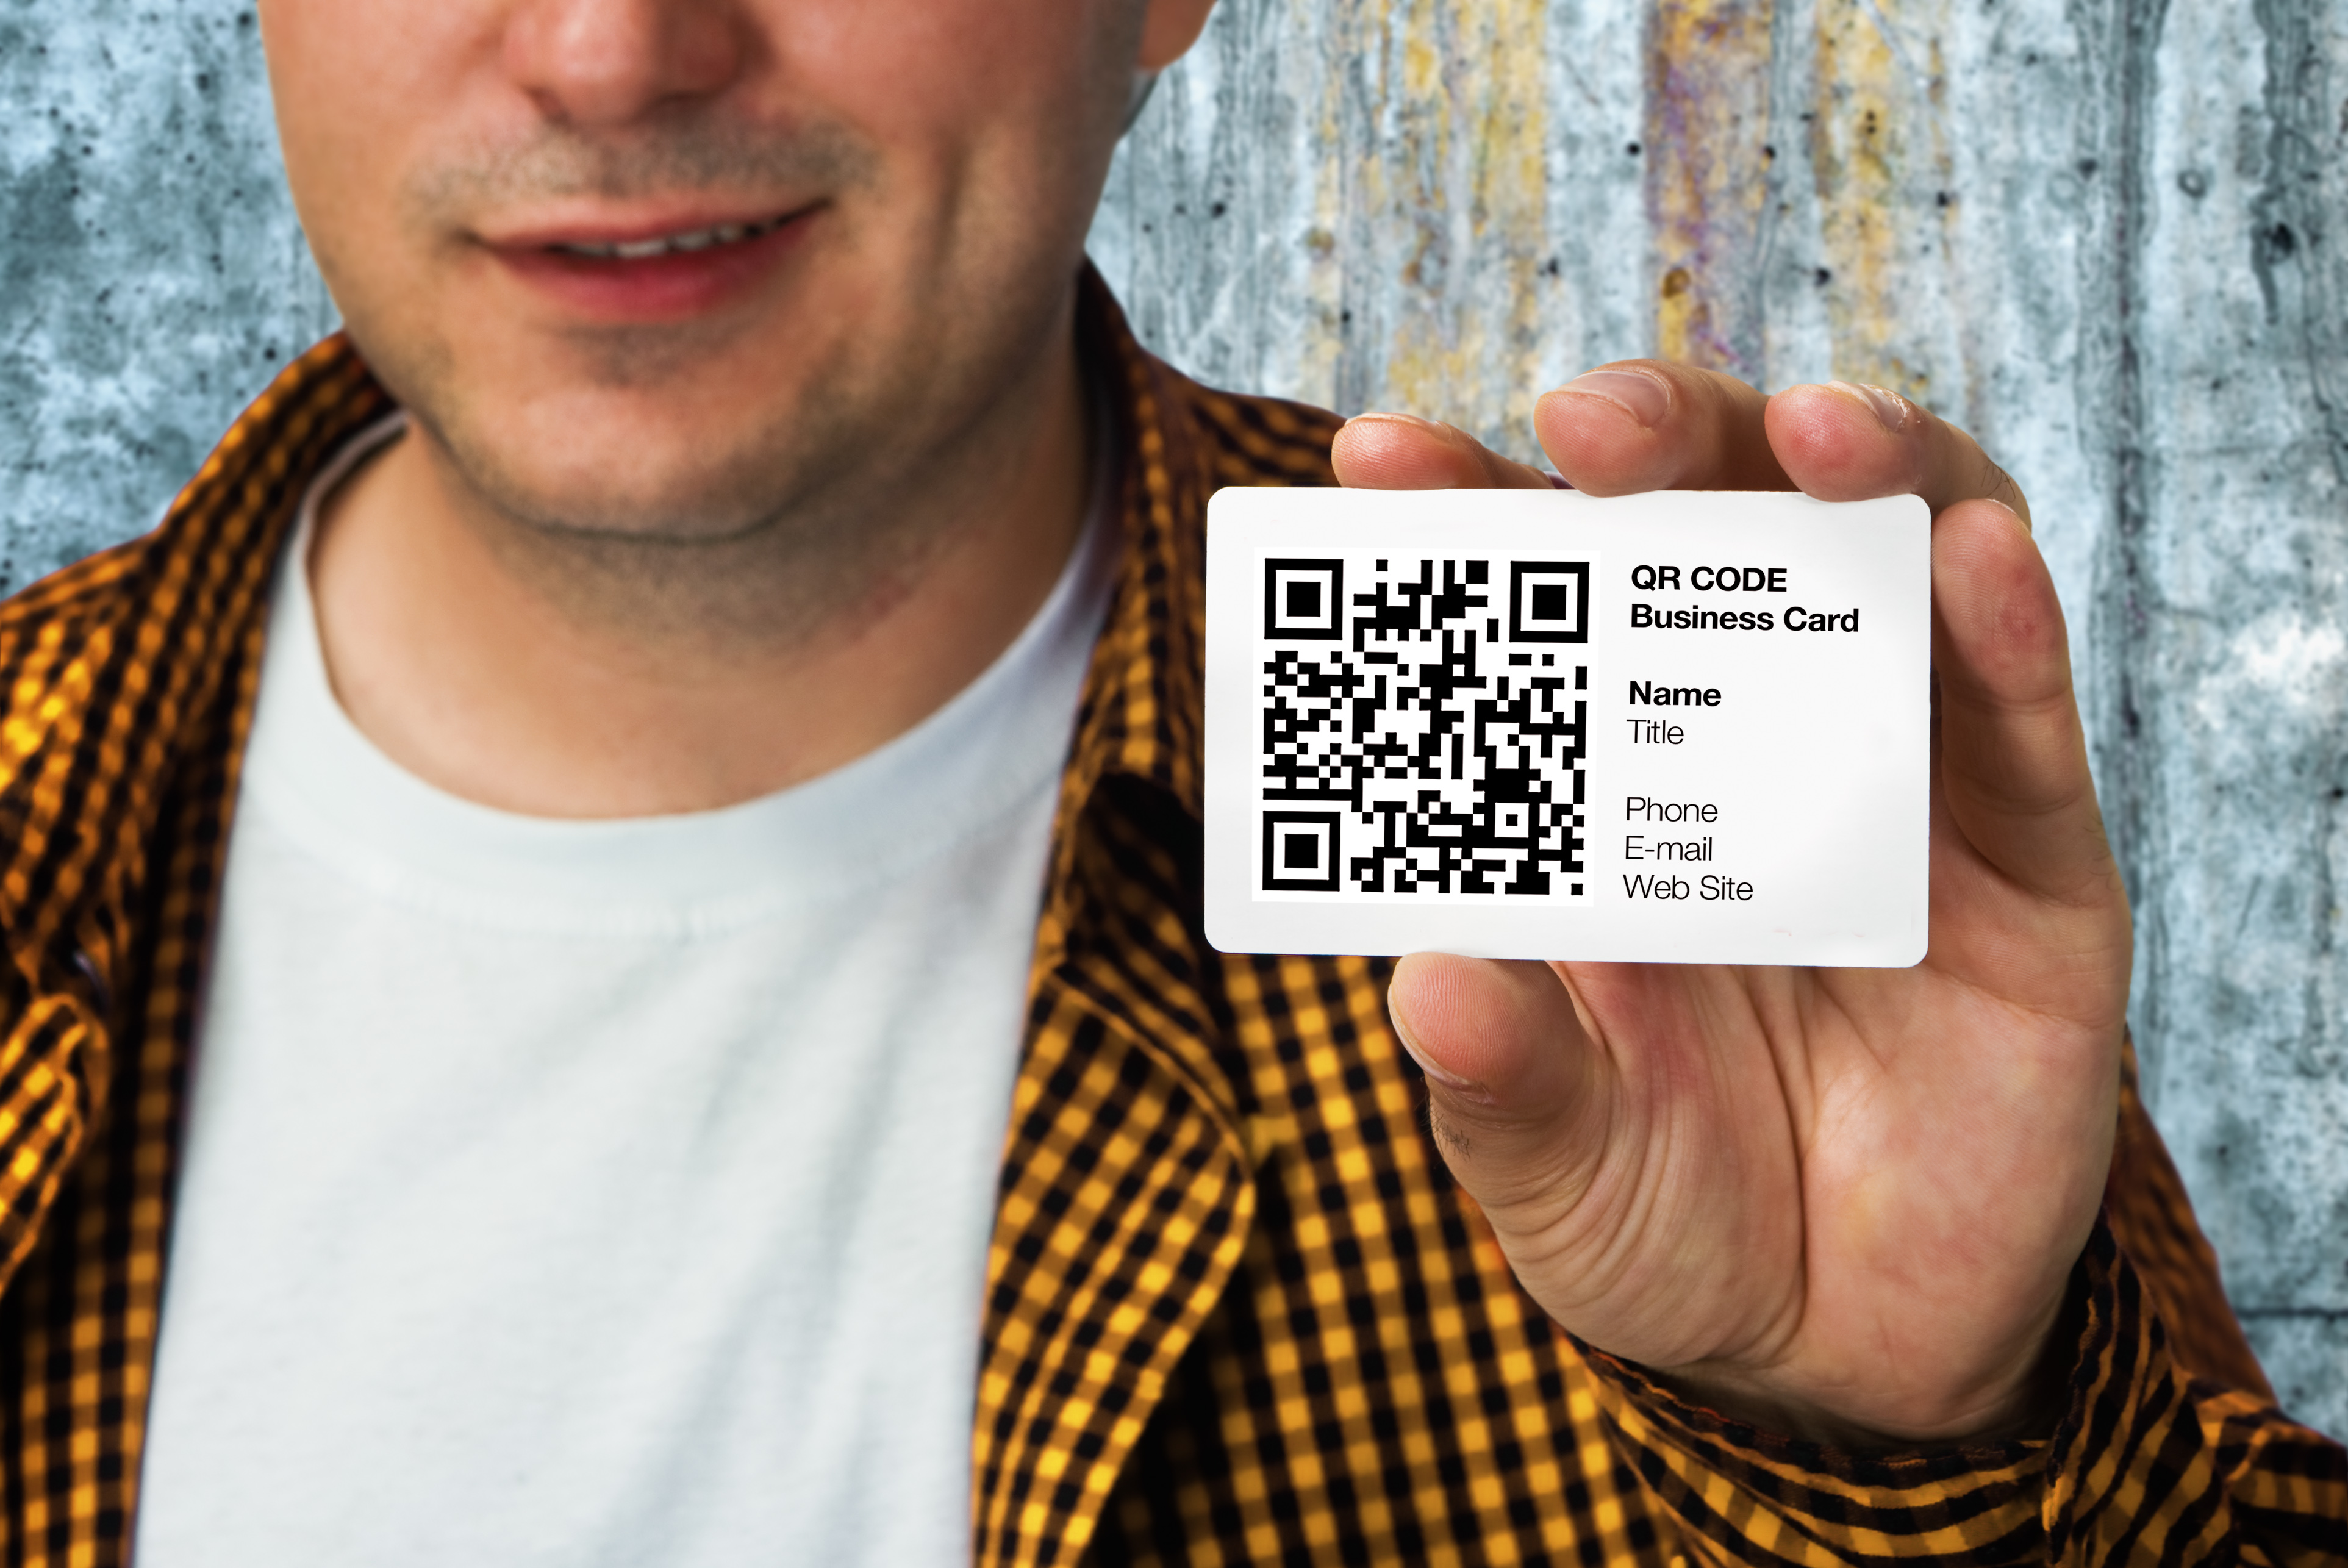 QR CODE
Business Card
Name
Title
Phone
E-mail
Web Site